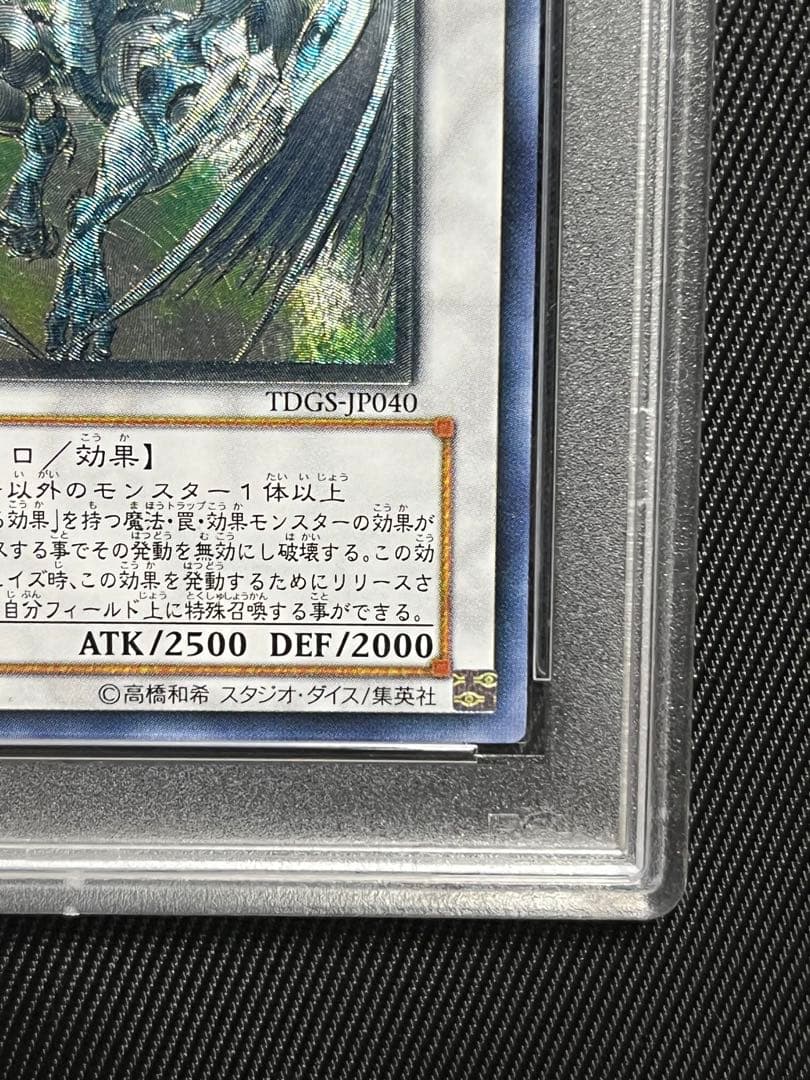 TDGS-JP040
ロ／効果】
以外のモンスター１体以上
効果｣を持つ魔法・罠・効果モンスターの効果が
スする事でその発動を無効にし破壊する。この効
ェイズ時、この効果を発動するためにリリースさ
自分フィールド上に特殊召喚する事ができる。
ATK/2500 DEF/2000
©高橋和希 スタジオ・ダイス/集英社